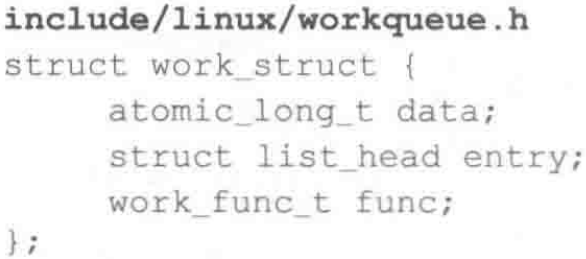 include/linux/workqueue.h
struct work_struct {
atomic_long_t data;
struct list_head entry;
work_func_t func;
};